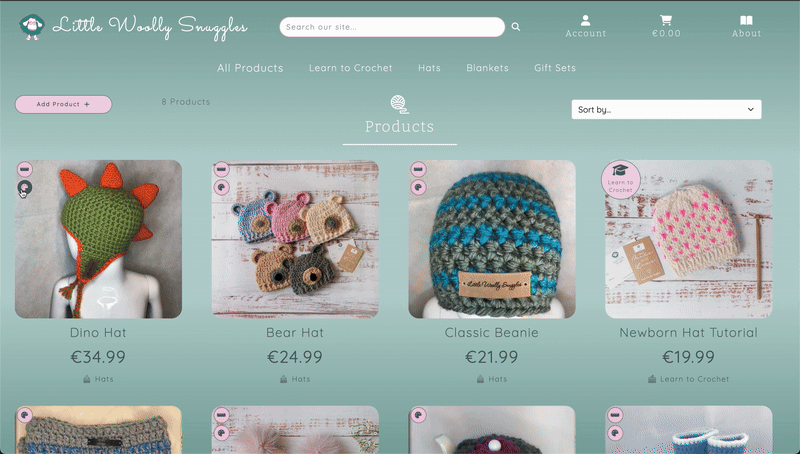 Little Woolly Snuggles
Search our site...
Account
€0.00
About
All Products
Learn to Crochet
Hats
Blankets
Gift Sets
Add Product +
8 Products
Products
Sort by...
Learn to
Crochet
Little Woolly Snuggles
Dino Hat
Bear Hat
Classic Beanie
Newborn Hat Tutorial
€34.99
€24.99
€21.99
€19.99
Hats
Hats
Hats
Learn to Crochet